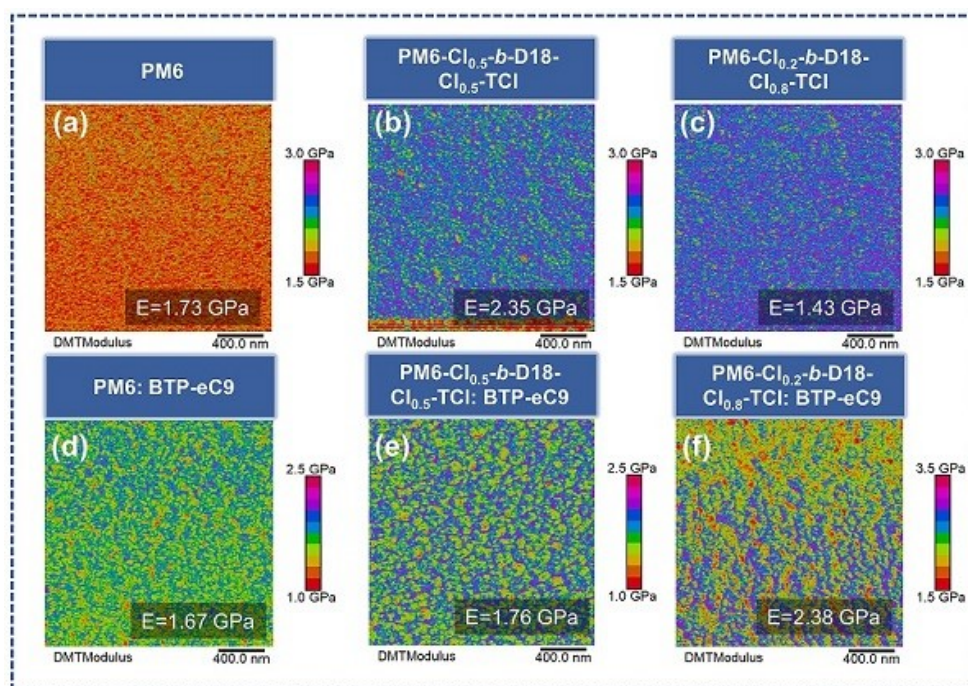 PM6
PM6-Cl0.5-b-D18-
Cl0.5-TCl
PM6-Cl0.2-b-D18-
Cl0.8-TCl
(a)
3.0 GPa
1.5 GPa
E=1.73 GPa
DMTModulus
400.0 nm
(b)
3.0 GPa
1.5 GPa
E=2.35 GPa
DMTModulus
400.0 nm
(c)
3.0 GPa
1.5 GPa
E=1.43 GPa
DMTModulus
400.0 nm
PM6: BTP-eC9
PM6-Cl0.5-b-D18-
Cl0.5-TCl: BTP-eC9
PM6-Cl0.2-b-D18-
Cl0.8-TCl: BTP-eC9
(d)
2.5 GPa
1.0 GPa
E=1.67 GPa
DMTModulus
400.0 nm
(e)
2.5 GPa
1.0 GPa
E=1.76 GPa
DMTModulus
400.0 nm
(f)
3.5 GPa
1.5 GPa
E=2.38 GPa
DMTModulus
400.0 nm